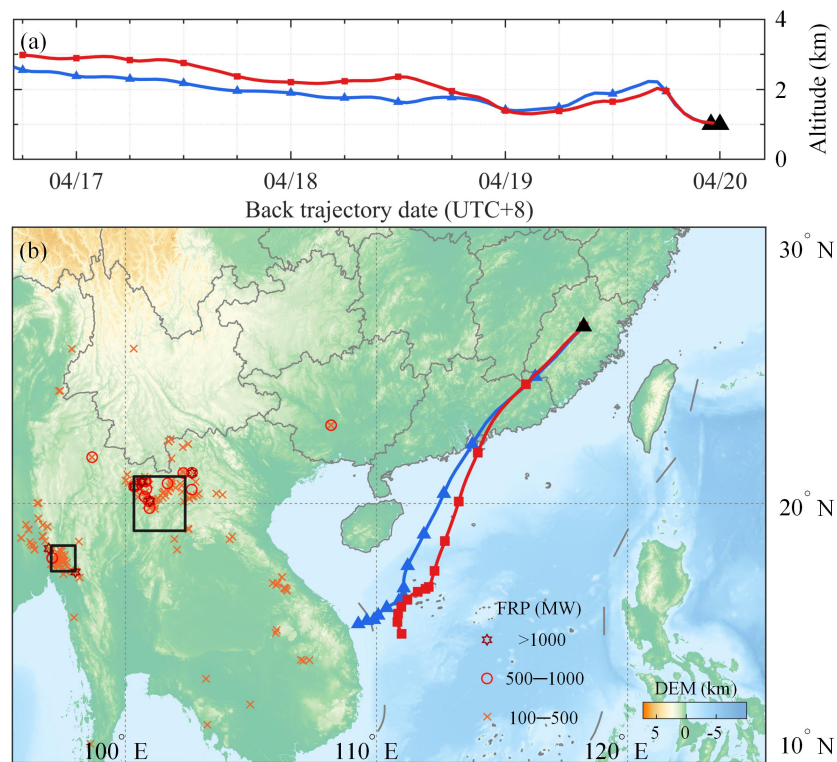 (a)
4
2
0
Altitude (km)
04/17 04/18 04/19 04/20
Back trajectory date (UTC+8)
(b)
30° N
20° N
10° N
FRP (MW)
>1000
500—1000
100—500
DEM (km)
5 0 -5
100° E 110° E 120° E